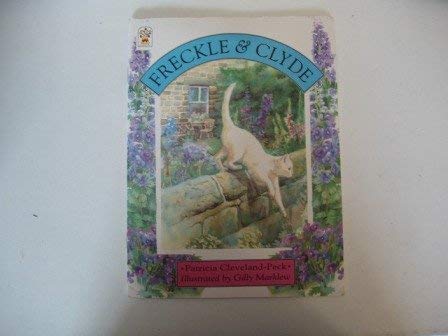 FRECKLE & CLYDE
• Patricia Cleveland-Peck •
Illustrated by Gilly Marklew